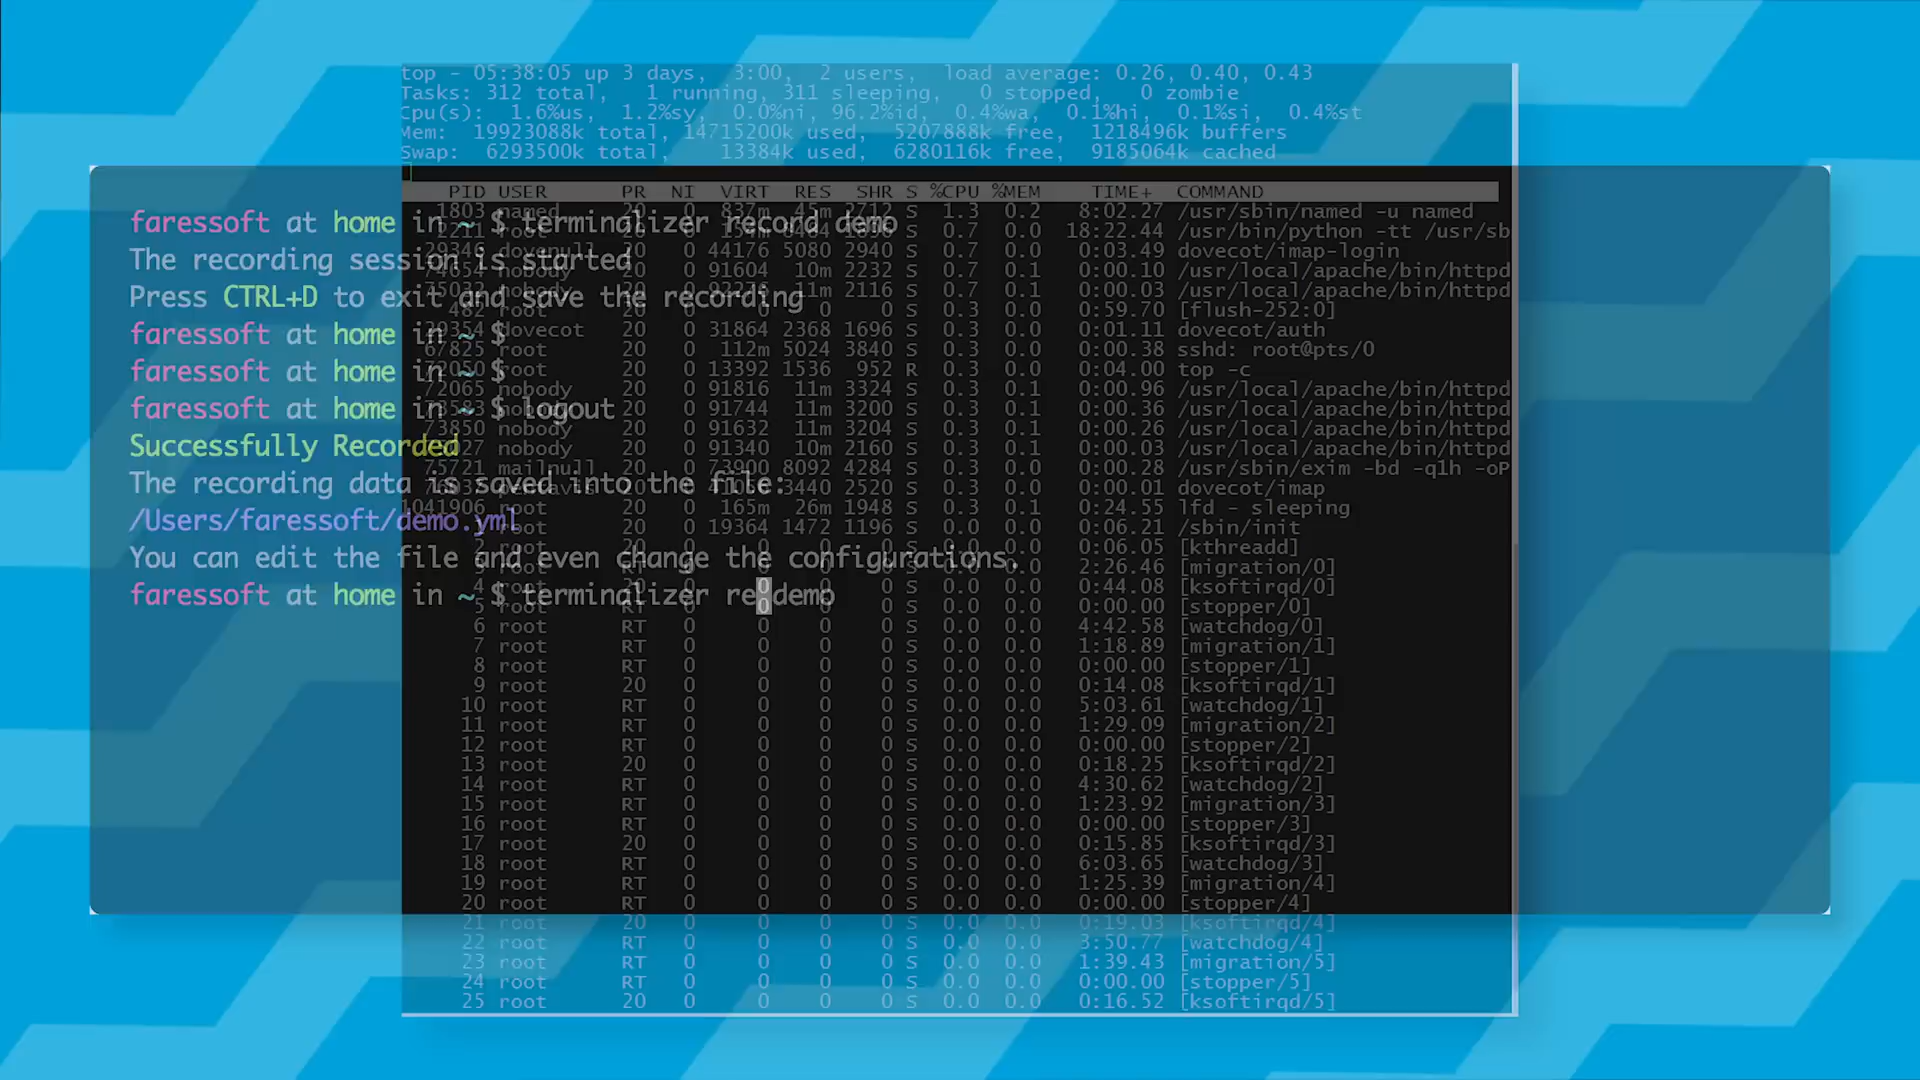 top - 05:38:05 up 3 days,  3:00,  2 users,  load average: 0.26, 0.40, 0.43
Tasks: 312 total,   1 running, 311 sleeping,   0 stopped,   0 zombie
Cpu(s):  1.6%us,  1.2%sy,  0.0%ni, 96.2%id,  0.4%wa,  0.1%hi,  0.1%si,  0.4%st
Mem:  19923088k total, 14715200k used,  5207888k free,  1218496k buffers
Swap:  6293500k total,    13384k used,  6280116k free,  9185064k cached
PID USER PR NI VIRT RES SHR S %CPU %MEM TIME+ COMMAND
1803 named 20 0 837m 45m 2712 S 1.3 0.2 8:02.27 /usr/sbin/named -u named
2211 20 0 S 0.7 18:22.44 /usr/bin/python -tt /usr/sb
29346 dovenull 20 0 44176 5080 2940 S 0.7 0.0 0:03.49 dovecot/imap-login
74654 nobody 20 0 91604 10m 2232 S 0.7 0.1 0:00.10 /usr/local/apache/bin/httpd
nobody 20 0 11m 2116 S 0.7 0.1 0:00.03 /usr/local/apache/bin/httpd
482 root 20 0 0 0 0 S 0.3 0.0 0:59.70 [flush-252:0]
29334 dovecot 20 0 31864 2368 1696 S 0.3 0.0 0:01.11 dovecot/auth
67825 root 20 0 112m 5024 3840 S 0.3 0.0 0:00.38 sshd: root@pts/0
72050 root 20 0 13392 1536 952 R 0.3 0.0 0:04.00 top -c
72065 nobody 20 0 91816 11m 3324 S 0.3 0.1 0:00.96 /usr/local/apache/bin/httpd
73583 nobody 20 0 91744 11m 3200 S 0.3 0.1 0:00.36 /usr/local/apache/bin/httpd
73850 nobody 20 0 91632 11m 3204 S 0.3 0.1 0:00.26 /usr/local/apache/bin/httpd
nobody 20 0 91340 10m 2160 S 0.3 0.1 0:00.03 /usr/local/apache/bin/httpd
75721 mailnull 20 0 73900 8092 4284 S 0.3 0.0 0:00.28 /usr/sbin/exim -bd -q1h -oP
20 0 3440 2520 S 0.3 0.0 0:00.01 dovecot/imap
1041906 root 20 0 165m 26m 1948 S 0.3 0.1 0:24.55 lfd - sleeping
root 20 0 19364 1472 1196 S 0.0 0.0 0:06.21 /sbin/init
2 root 20 0 0 0 0 S 0.0 0.0 0:06.05 [kthreadd]
3 root RT 0 0 0 0 S 0.0 0.0 2:26.46 [migration/0]
4 root 20 0 0 0 0 S 0.0 0.0 0:44.08 [ksoftirqd/0]
5 root RT 0 0 0 0 S 0.0 0.0 0:00.00 [stopper/0]
6 root RT 0 0 0 0 S 0.0 0.0 4:42.58 [watchdog/0]
7 root RT 0 0 0 0 S 0.0 0.0 1:18.89 [migration/1]
8 root RT 0 0 0 0 S 0.0 0.0 0:00.00 [stopper/1]
9 root 20 0 0 0 0 S 0.0 0.0 0:14.08 [ksoftirqd/1]
10 root RT 0 0 0 0 S 0.0 0.0 5:03.61 [watchdog/1]
11 root RT 0 0 0 0 S 0.0 0.0 1:29.09 [migration/2]
12 root RT 0 0 0 0 S 0.0 0.0 0:00.00 [stopper/2]
13 root 20 0 0 0 0 S 0.0 0.0 0:18.25 [ksoftirqd/2]
14 root RT 0 0 0 0 S 0.0 0.0 4:30.62 [watchdog/2]
15 root RT 0 0 0 0 S 0.0 0.0 1:23.92 [migration/3]
16 root RT 0 0 0 0 S 0.0 0.0 0:00.00 [stopper/3]
17 root 20 0 0 0 0 S 0.0 0.0 0:15.85 [ksoftirqd/3]
18 root RT 0 0 0 0 S 0.0 0.0 6:03.65 [watchdog/3]
19 root RT 0 0 0 0 S 0.0 0.0 1:25.39 [migration/4]
20 root RT 0 0 0 0 S 0.0 0.0 0:00.00 [stopper/4]
21 root 20 0 0 0 0 S 0.0 0.0 0:19.03 [ksoftirqd/4]
22 root RT 0 0 0 0 S 0.0 0.0 3:50.77 [watchdog/4]
23 root RT 0 0 0 0 S 0.0 0.0 1:39.43 [migration/5]
24 root RT 0 0 0 0 S 0.0 0.0 0:00.00 [stopper/5]
25 root 20 0 0 0 0 S 0.0 0.0 0:16.52 [ksoftirqd/5]
faressoft at home in ~ $ terminalizer record demo
The recording session is started
Press CTRL+D to exit and save the recording
faressoft at home in ~ $
faressoft at home in ~ $
faressoft at home in ~ $ logout
Successfully Recorded
The recording data is saved into the file:
/Users/faressoft/demo.yml
You can edit the file and even change the configurations.
faressoft at home in ~ $ terminalizer re demo